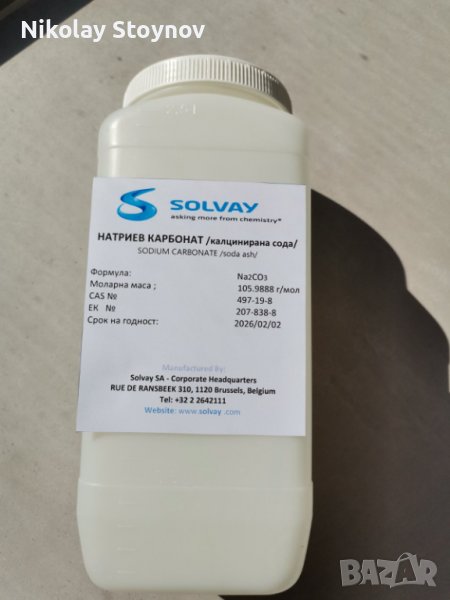 Nikolay Stoynov
SOLVAY
asking more from chemistry®
НАТРИЕВ КАРБОНАТ /калцинирана сода/
SODIUM CARBONATE /soda ash/
Формула: Na2CO3
Моларна маса ; 105.9888 г/мол
CAS № 497-19-8
ЕК № 207-838-8
Срок на годност: 2026/02/02
Manufactured By:
Solvay SA - Corporate Headquarters
RUE DE RANSBEEK 310, 1120 Brussels, Belgium
Tel: +32 2 2642111
Website: www.solvay .com
BAZAR